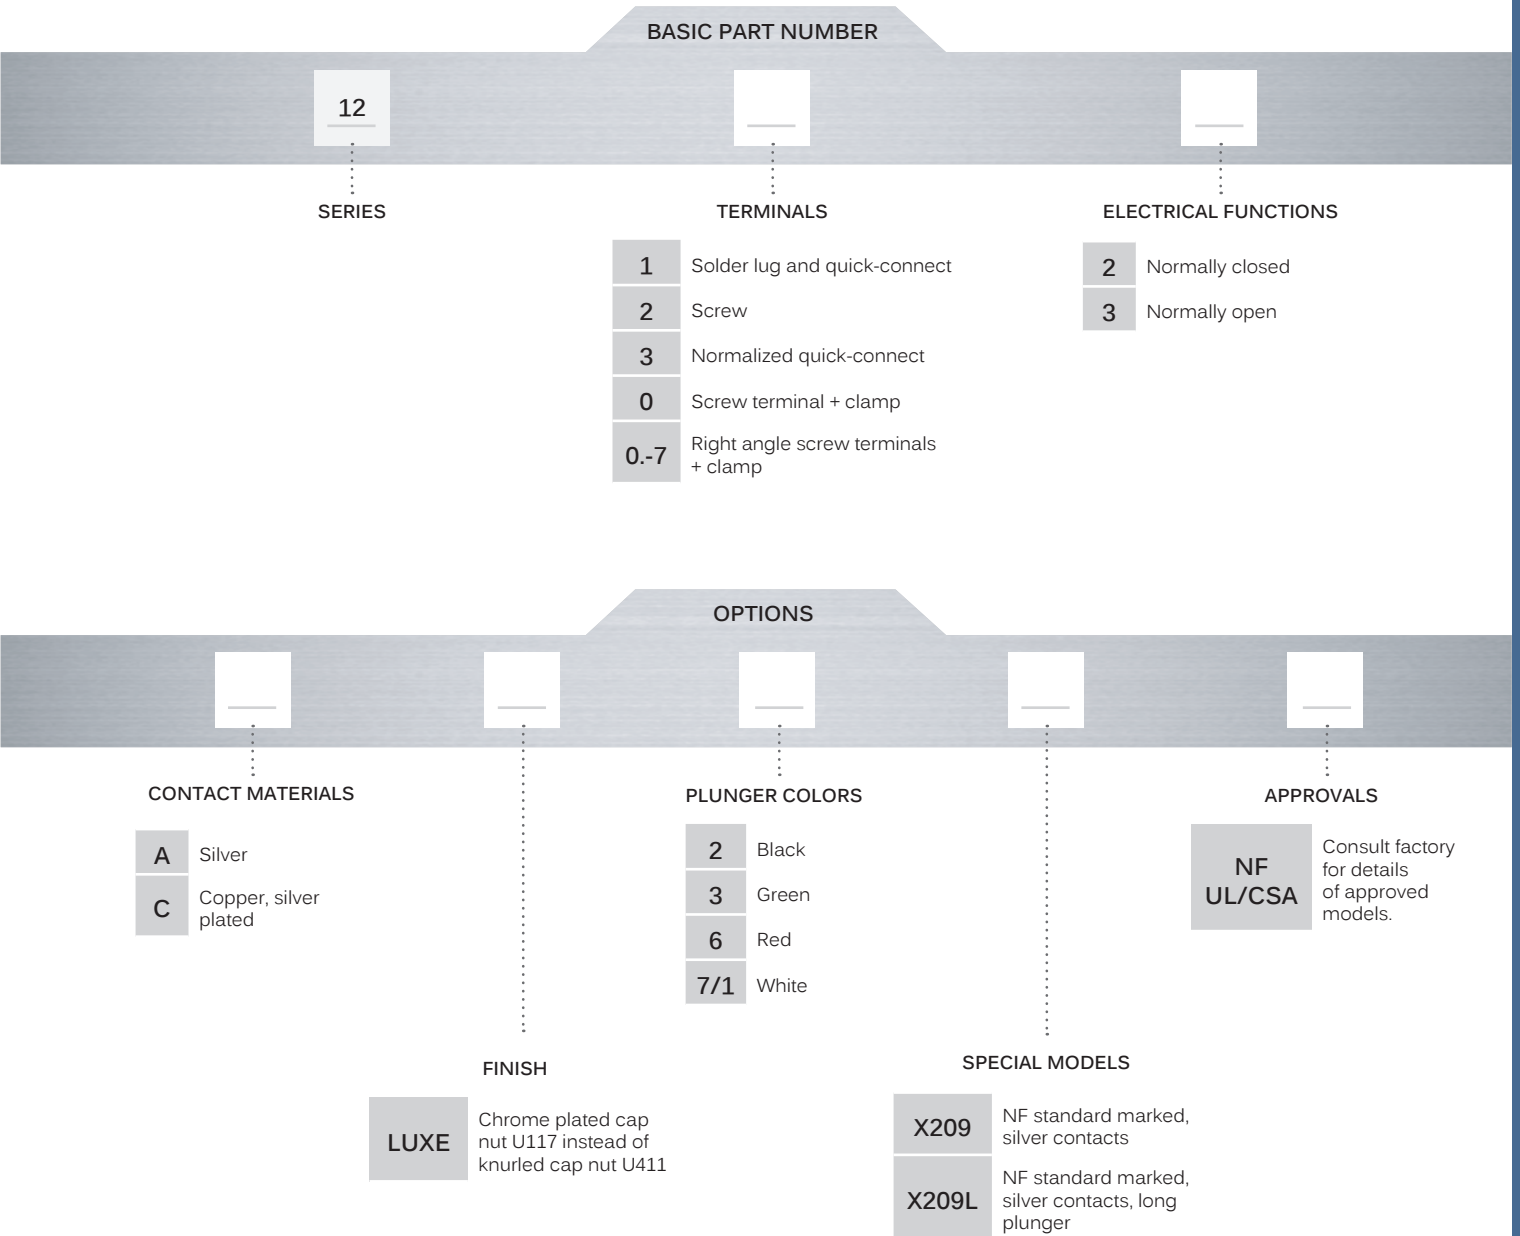 BASIC PART NUMBER
12
SERIES
TERMINALS
1 Solder lug and quick-connect
2 Screw
3 Normalized quick-connect
0 Screw terminal + clamp
0.-7 Right angle screw terminals
+ clamp
ELECTRICAL FUNCTIONS
2 Normally closed
3 Normally open
OPTIONS
CONTACT MATERIALS
A Silver
C Copper, silver
plated
FINISH
LUXE Chrome plated cap
nut U117 instead of
knurled cap nut U411
PLUNGER COLORS
2 Black
3 Green
6 Red
7/1 White
SPECIAL MODELS
X209 NF standard marked,
silver contacts
X209L NF standard marked,
silver contacts, long
plunger
APPROVALS
NF
UL/CSA
Consult factory
for details
of approved
models.